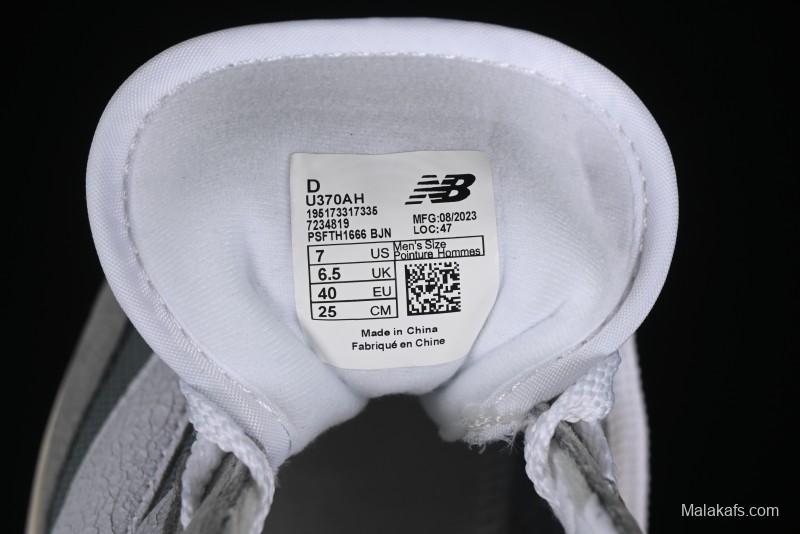 D
U370AH
195173317335
7234819
PSFTH1666 BJN
NB
MFG:08/2023
LOC:47
7 US
6.5 UK
40 EU
25 CM
Men's Size
Pointure Hommes
Made in China
Fabriqué en Chine
Malakafs.com